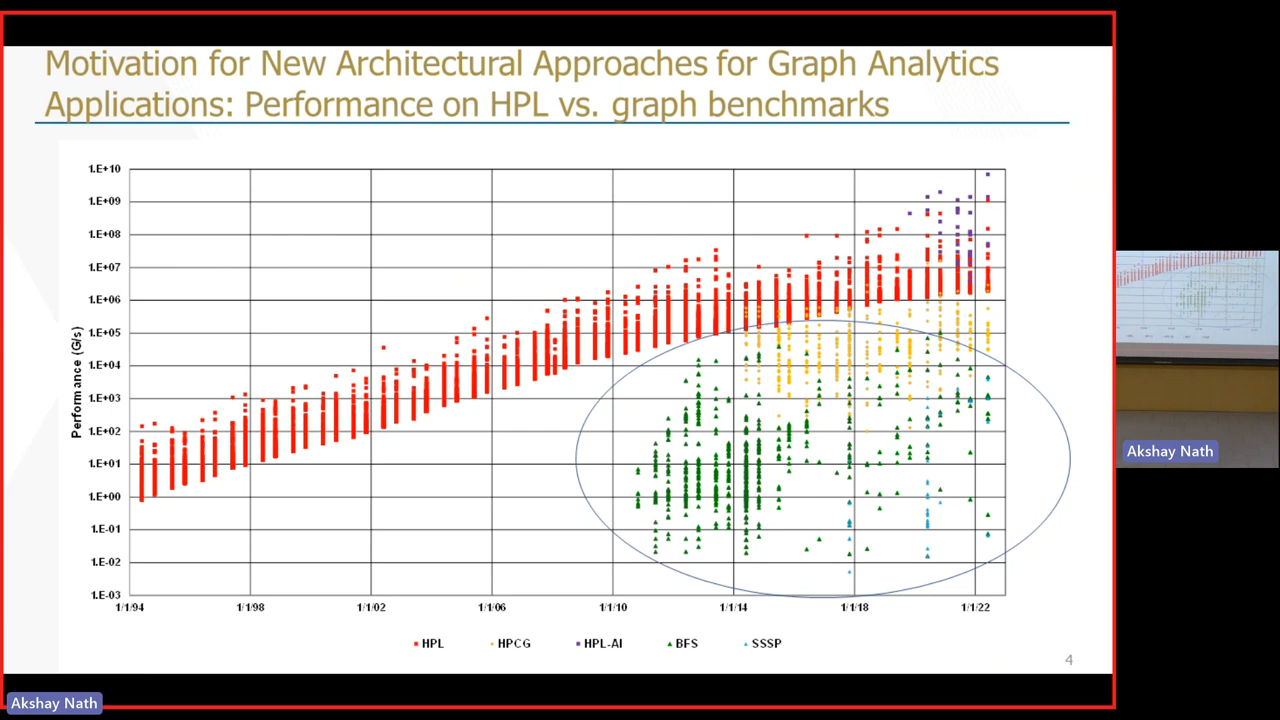 Motivation for New Architectural Approaches for Graph Analytics
Applications: Performance on HPL vs. graph benchmarks
Performance (G/s)
1.E+10
1.E+09
1.E+08
1.E+07
1.E+06
1.E+05
1.E+04
1.E+03
1.E+02
1.E+01
1.E+00
1.E-01
1.E-02
1.E-03
1/1/94 1/1/98 1/1/02 1/1/06 1/1/10 1/1/14 1/1/18 1/1/22
HPL HPCG HPL-AI BFS SSSP
4
Akshay Nath
Akshay Nath